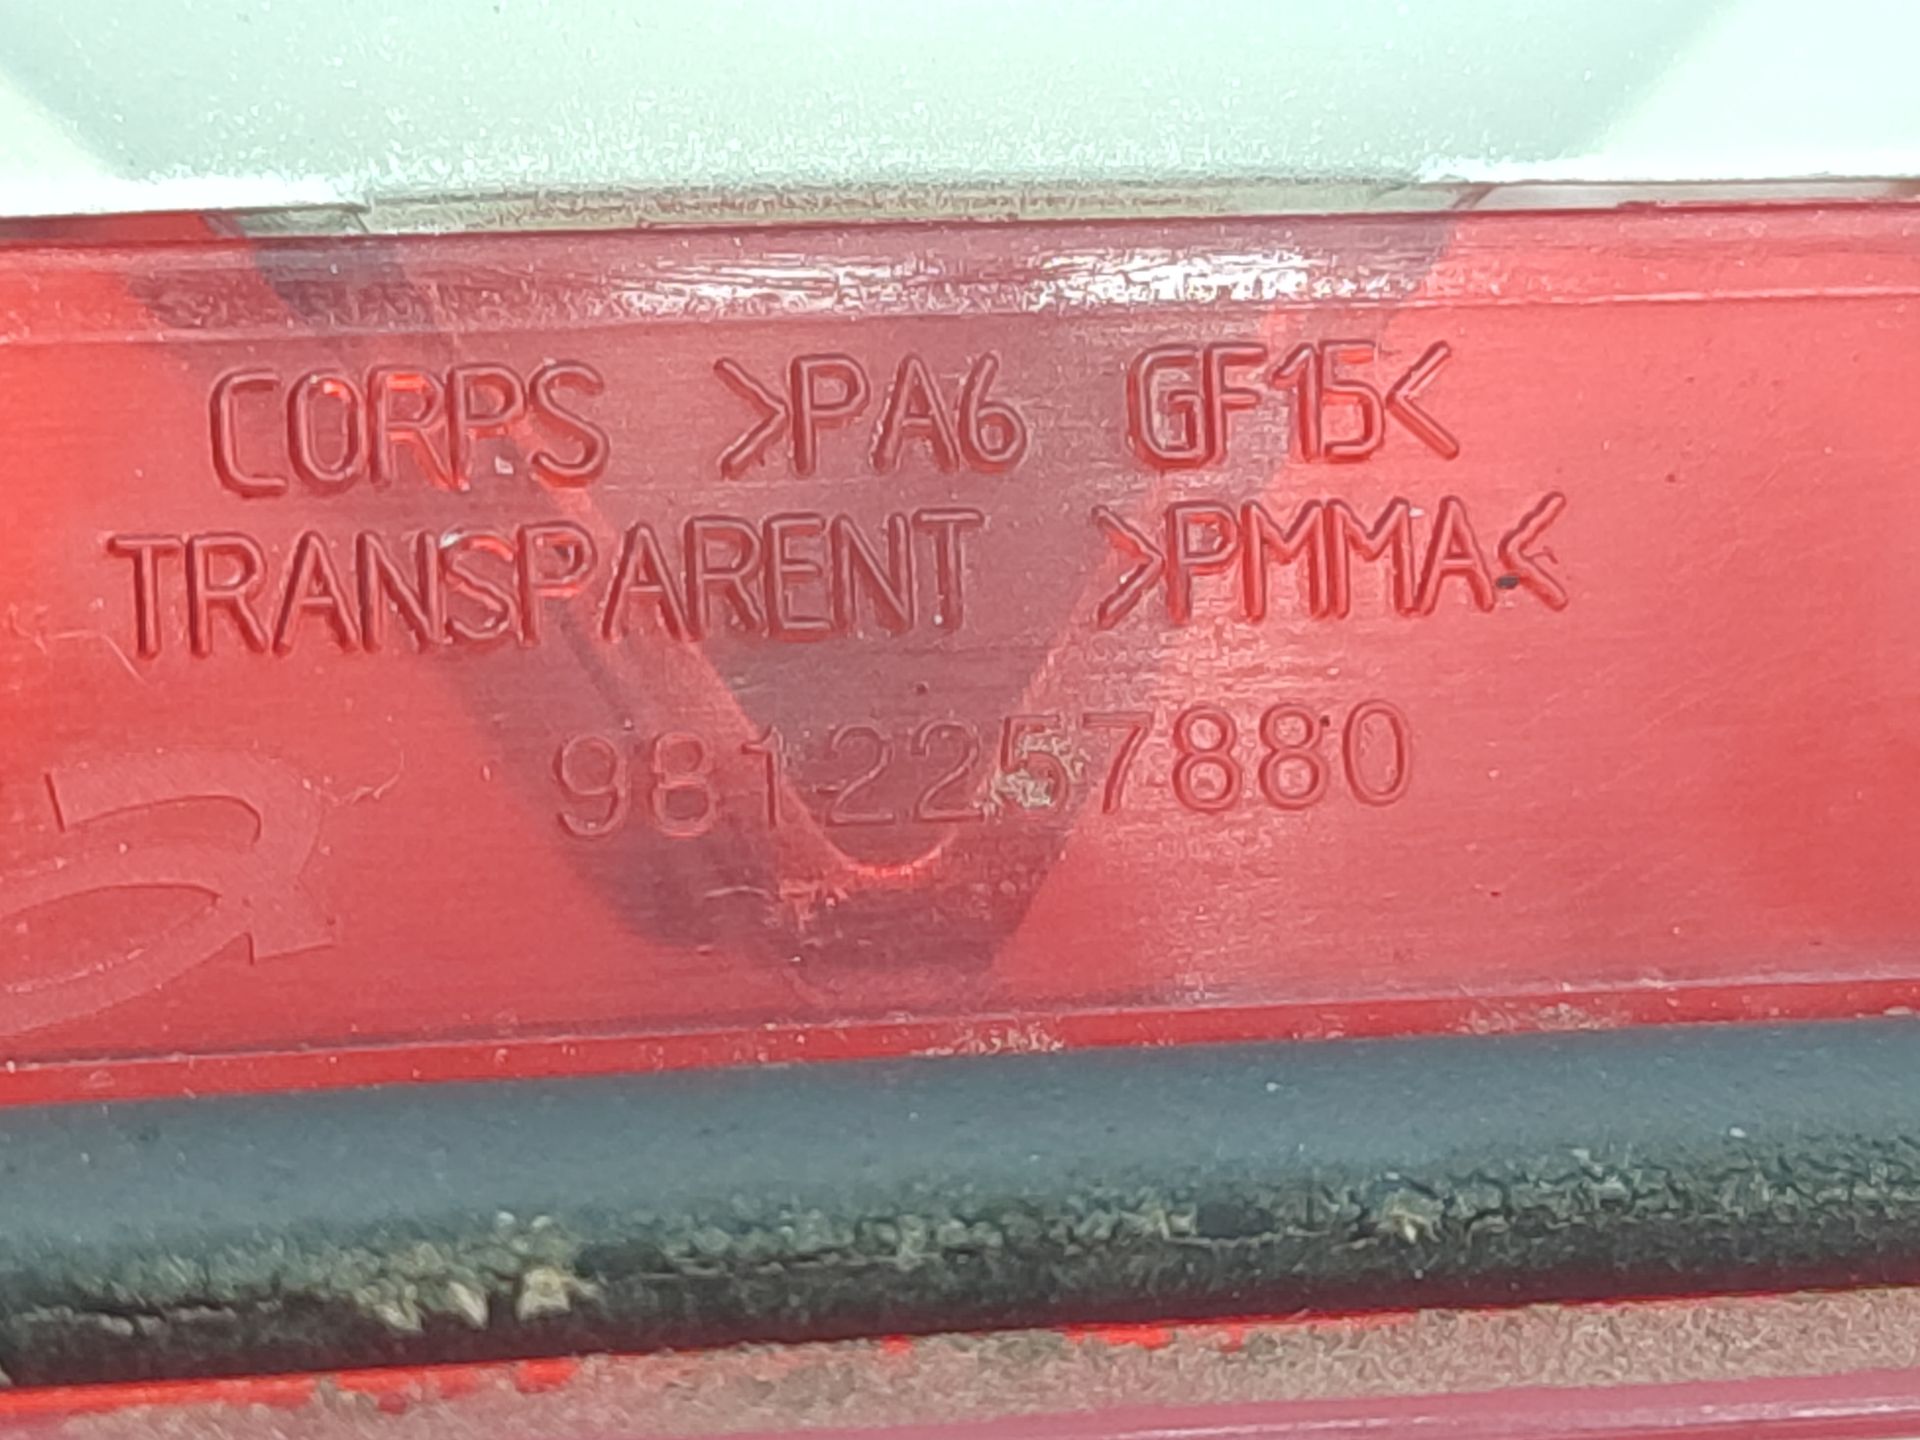 CORPS >PA6 GF15<
TRANSPARENT >PMMA<
9812257880